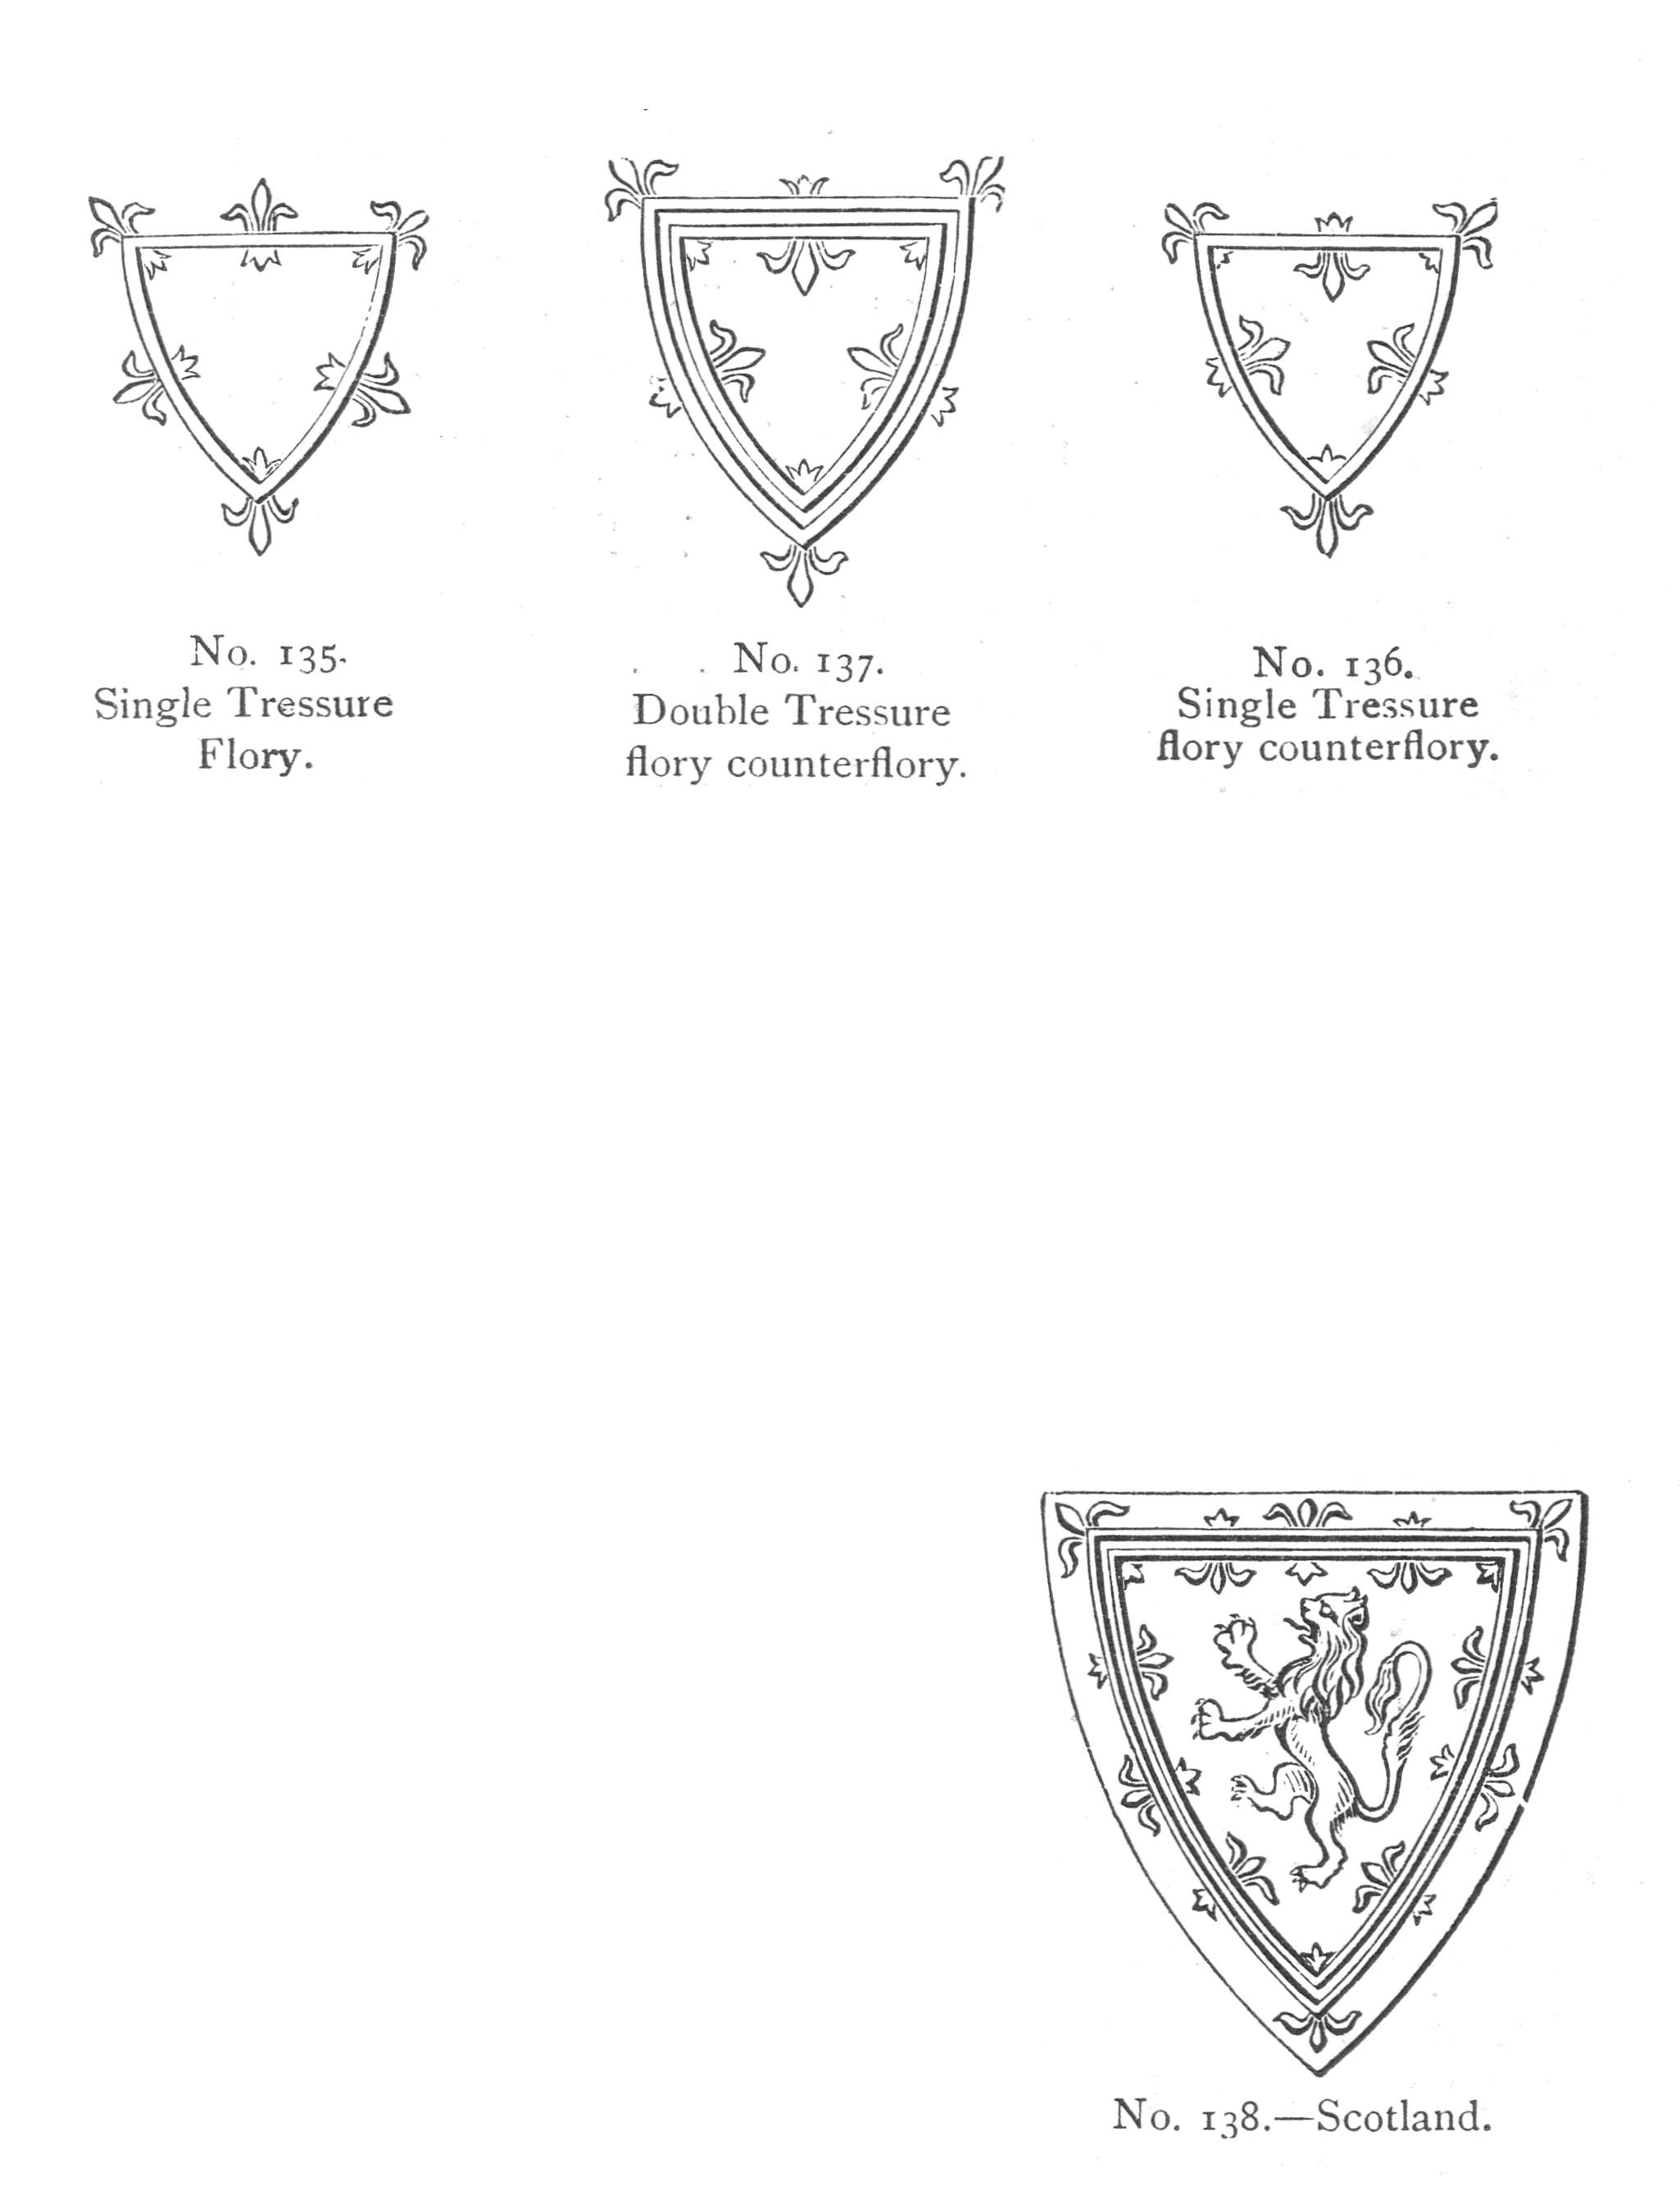 No. 135.
Single Tressure
Flory.
No. 137.
Double Tressure
flory counterflory.
No. 136.
Single Tressure
flory counterflory.
No. 138.—Scotland.